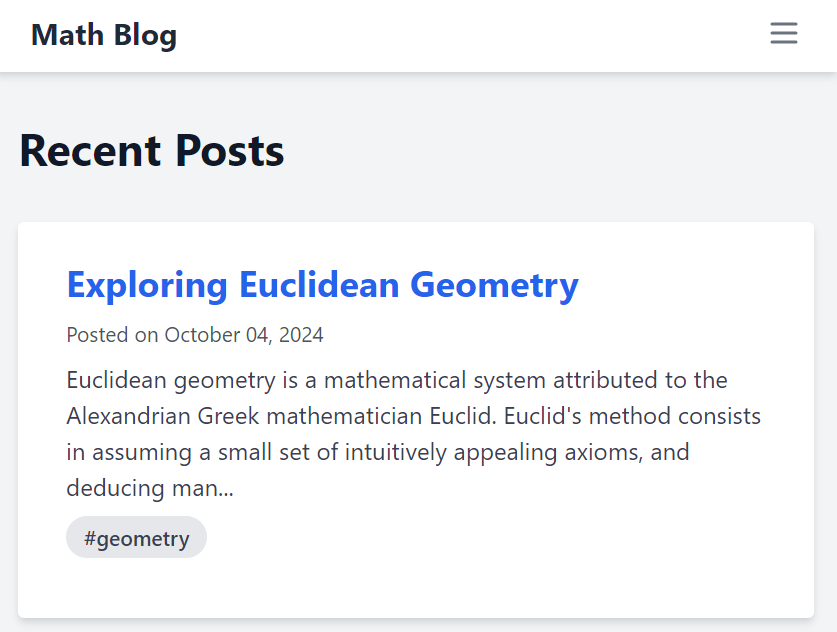 Math Blog
Recent Posts
Exploring Euclidean Geometry
Posted on October 04, 2024
Euclidean geometry is a mathematical system attributed to the
Alexandrian Greek mathematician Euclid. Euclid's method consists
in assuming a small set of intuitively appealing axioms, and
deducing man...
#geometry